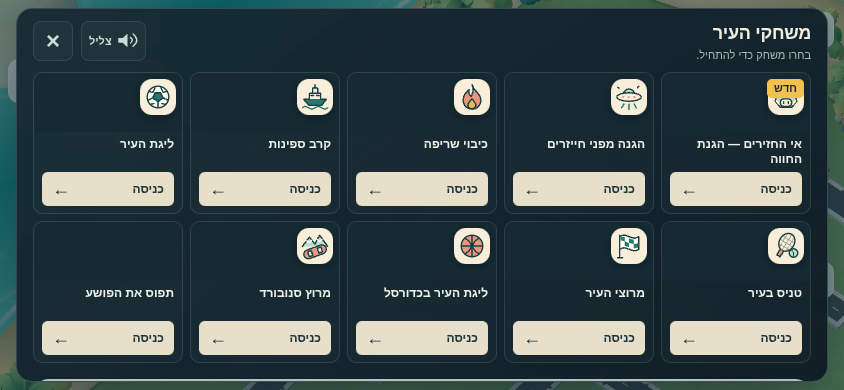 משחקי העיר
בחרו משחק כדי להתחיל.
צליל
חדש
אי החזירים — הגנת
החווה
כניסה ←
הגנה מפני חייזרים
כניסה ←
כיבוי שריפה
כניסה ←
קרב ספינות
כניסה ←
ליגת העיר
כניסה ←
טניס בעיר
כניסה ←
מרוצי העיר
כניסה ←
ליגת העיר בכדורסל
כניסה ←
מרוץ סנובורד
כניסה ←
תפוס את הפושע
כניסה ←